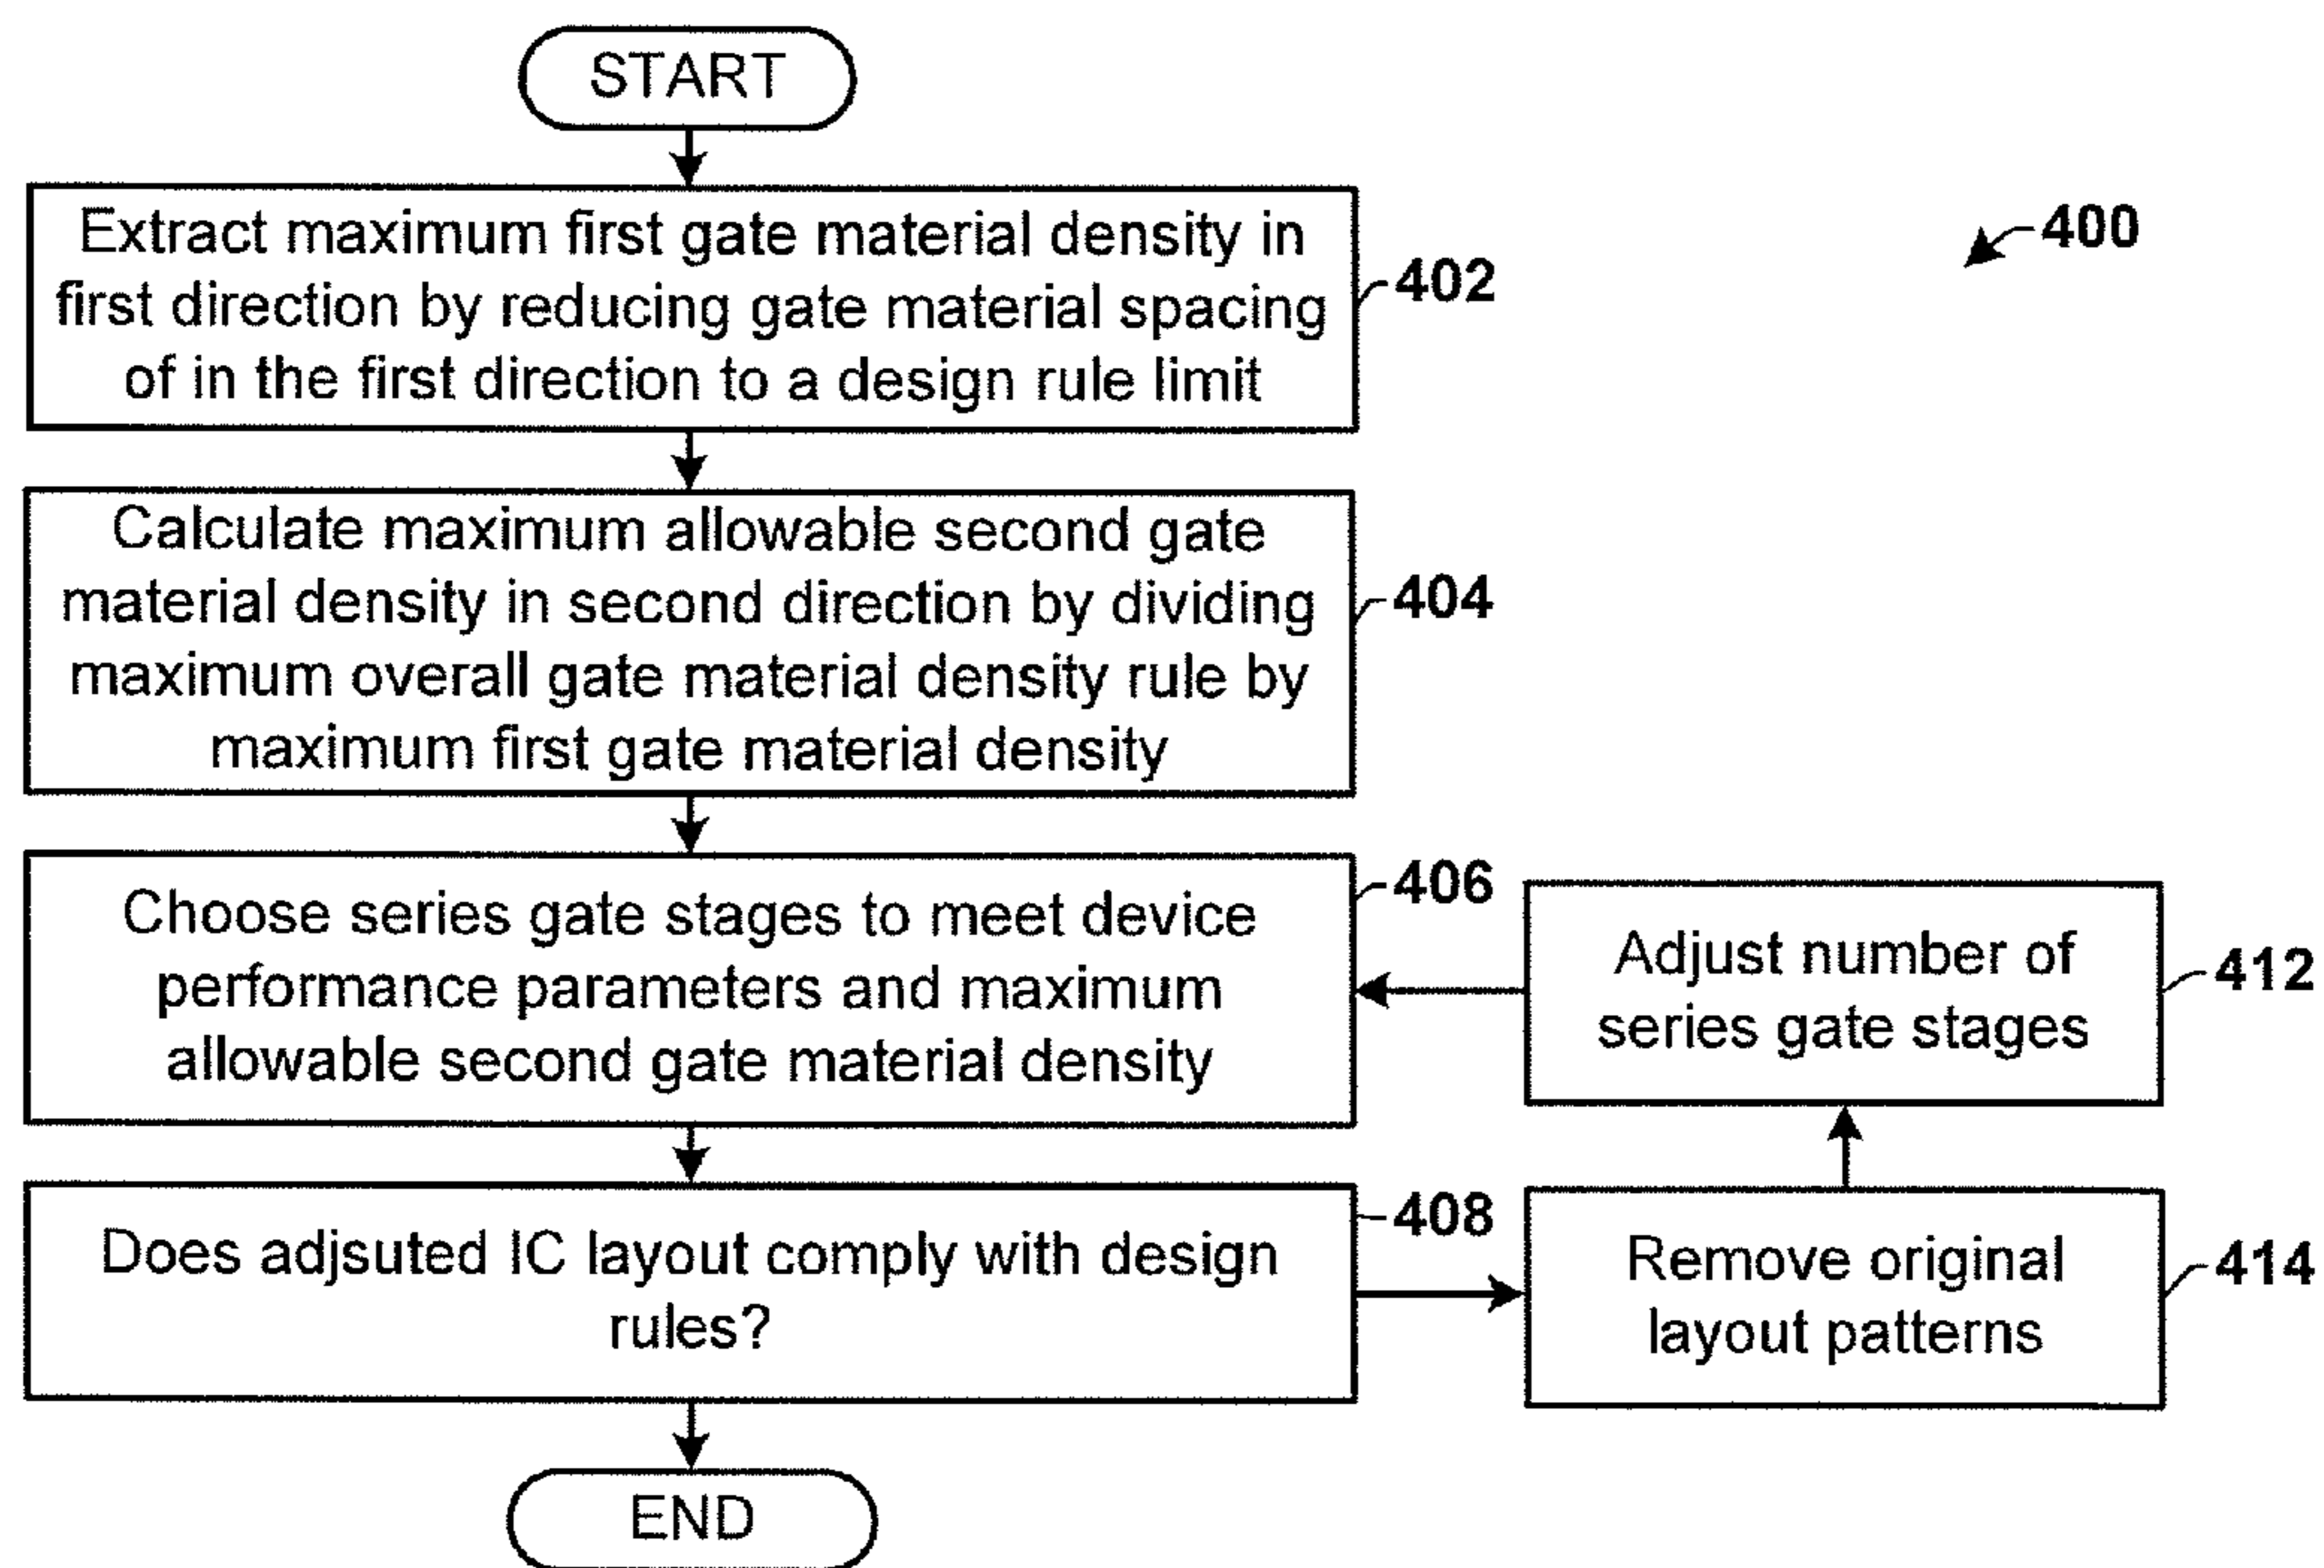 START
400
Extract maximum first gate material density in
first direction by reducing gate material spacing
of in the first direction to a design rule limit
402
Calculate maximum allowable second gate
material density in second direction by dividing
maximum overall gate material density rule by
maximum first gate material density
404
Choose series gate stages to meet device
performance parameters and maximum
allowable second gate material density
406
Adjust number of
series gate stages
412
Does adjsuted IC layout comply with design
rules?
408
Remove original
layout patterns
414
END